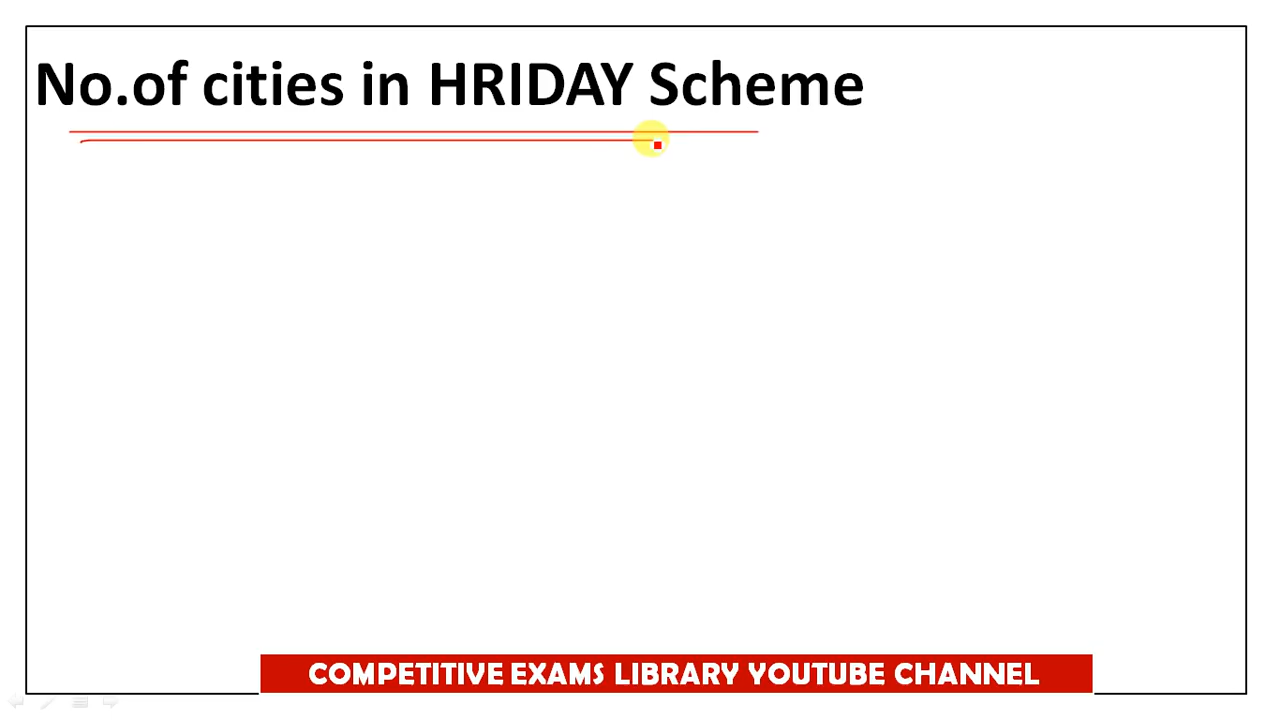 No.of cities in HRIDAY Scheme
COMPETITIVE EXAMS LIBRARY YOUTUBE CHANNEL